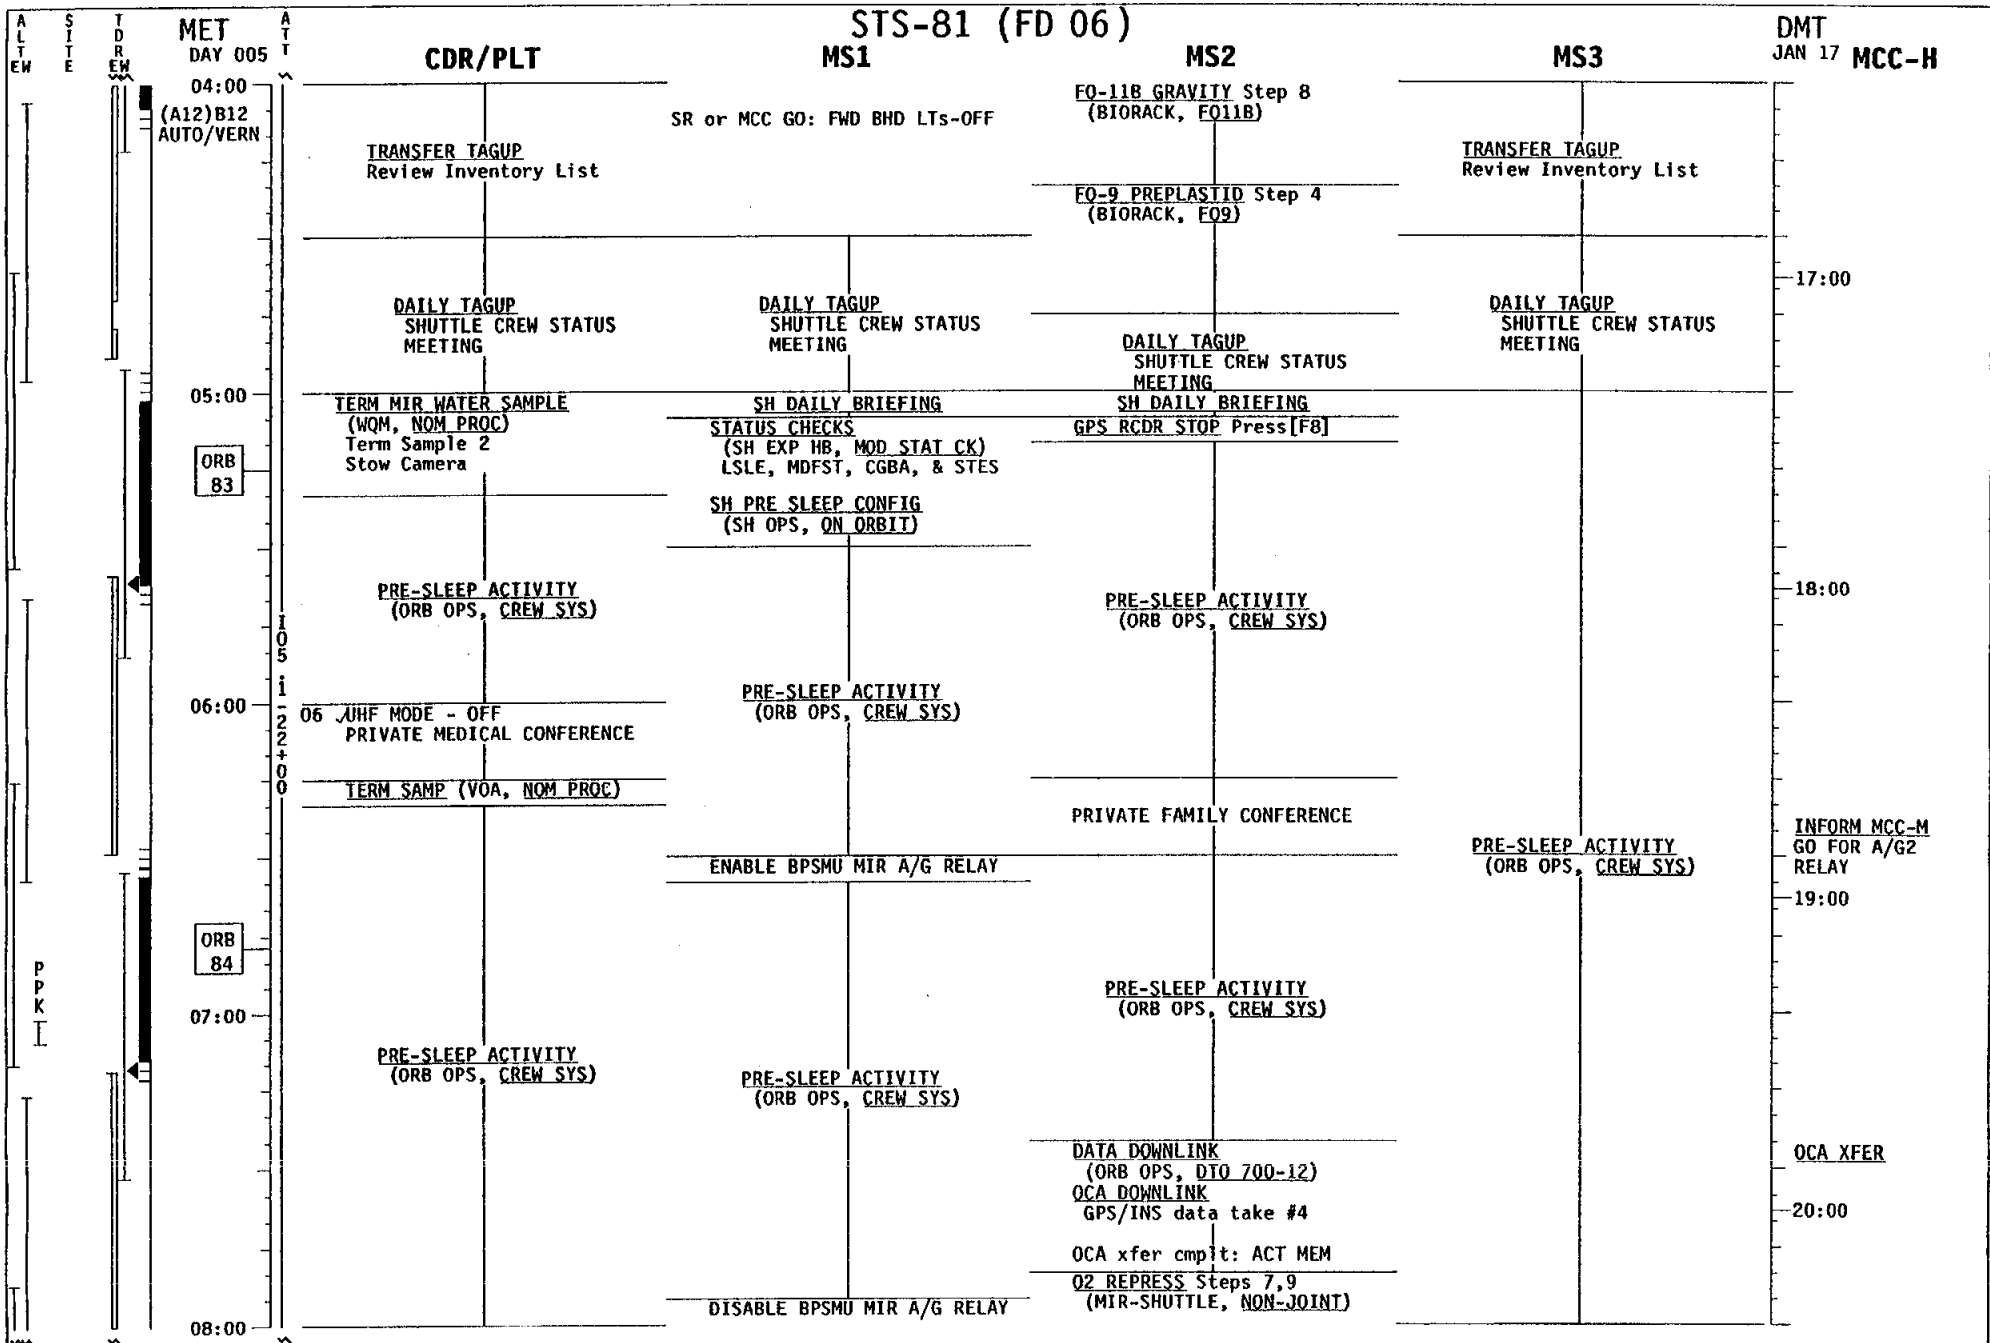 STS-81 (FD 06)
ALT
EW
SITE
TDR
EW
MET
DAY 005
ATT
CDR/PLT
MS1
MS2
MS3
DMT
JAN 17 MCC-H
04:00
(A12)B12
AUTO/VERN
05:00
ORB
83
06:00
ORB
84
07:00
08:00
PPK
105.1-22+00
TRANSFER TAGUP
Review Inventory List
DAILY TAGUP
SHUTTLE CREW STATUS
MEETING
TERM MIR WATER SAMPLE
(WQM, NOM PROC)
Term Sample 2
Stow Camera
PRE-SLEEP ACTIVITY
(ORB OPS, CREW SYS)
06 √UHF MODE - OFF
PRIVATE MEDICAL CONFERENCE
TERM SAMP (VOA, NOM PROC)
PRE-SLEEP ACTIVITY
(ORB OPS, CREW SYS)
SR or MCC GO: FWD BHD LTs-OFF
DAILY TAGUP
SHUTTLE CREW STATUS
MEETING
SH DAILY BRIEFING
STATUS CHECKS
(SH EXP HB, MOD STAT CK)
LSLE, MDFST, CGBA, & STES
SH PRE SLEEP CONFIG
(SH OPS, ON ORBIT)
PRE-SLEEP ACTIVITY
(ORB OPS, CREW SYS)
ENABLE BPSMU MIR A/G RELAY
PRE-SLEEP ACTIVITY
(ORB OPS, CREW SYS)
DISABLE BPSMU MIR A/G RELAY
FO-11B GRAVITY Step 8
(BIORACK, FO11B)
FO-9 PREPLASTID Step 4
(BIORACK, FO9)
DAILY TAGUP
SHUTTLE CREW STATUS
MEETING
SH DAILY BRIEFING
GPS RCDR STOP Press[F8]
PRE-SLEEP ACTIVITY
(ORB OPS, CREW SYS)
PRIVATE FAMILY CONFERENCE
PRE-SLEEP ACTIVITY
(ORB OPS, CREW SYS)
DATA DOWNLINK
(ORB OPS, DTO 700-12)
OCA DOWNLINK
GPS/INS data take #4
OCA xfer cmplt: ACT MEM
O2 REPRESS Steps 7,9
(MIR-SHUTTLE, NON-JOINT)
TRANSFER TAGUP
Review Inventory List
DAILY TAGUP
SHUTTLE CREW STATUS
MEETING
PRE-SLEEP ACTIVITY
(ORB OPS, CREW SYS)
17:00
18:00
INFORM MCC-M
GO FOR A/G2
RELAY
19:00
OCA XFER
20:00